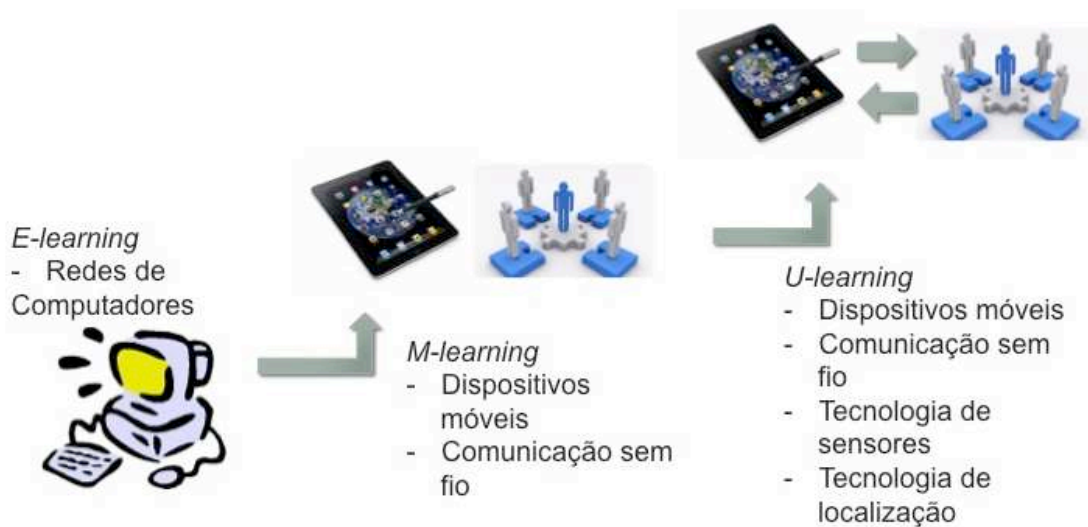 E-learning
- Redes de
Computadores
M-learning
- Dispositivos
móveis
- Comunicação sem
fio
U-learning
- Dispositivos móveis
- Comunicação sem
fio
- Tecnologia de
sensores
- Tecnologia de
localização